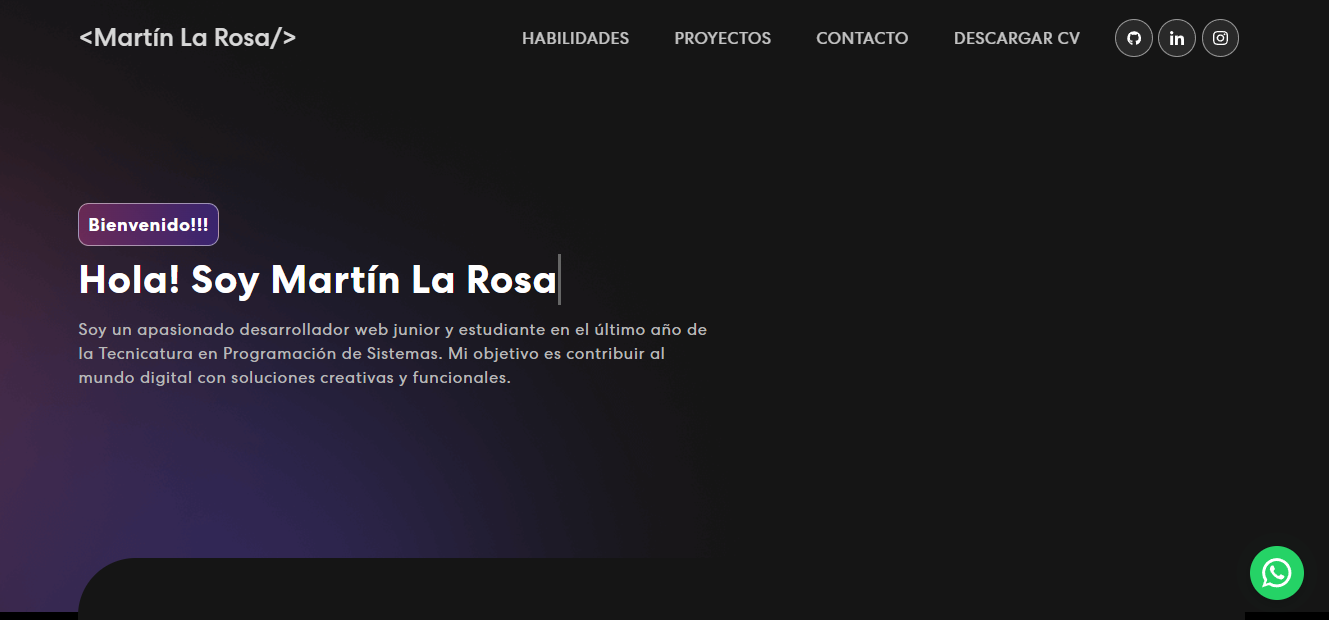 <Martín La Rosa/>
HABILIDADES
PROYECTOS
CONTACTO
DESCARGAR CV
in
Bienvenido!!!
Hola! Soy Martín La Rosa
Soy un apasionado desarrollador web junior y estudiante en el último año de
la Tecnicatura en Programación de Sistemas. Mi objetivo es contribuir al
mundo digital con soluciones creativas y funcionales.